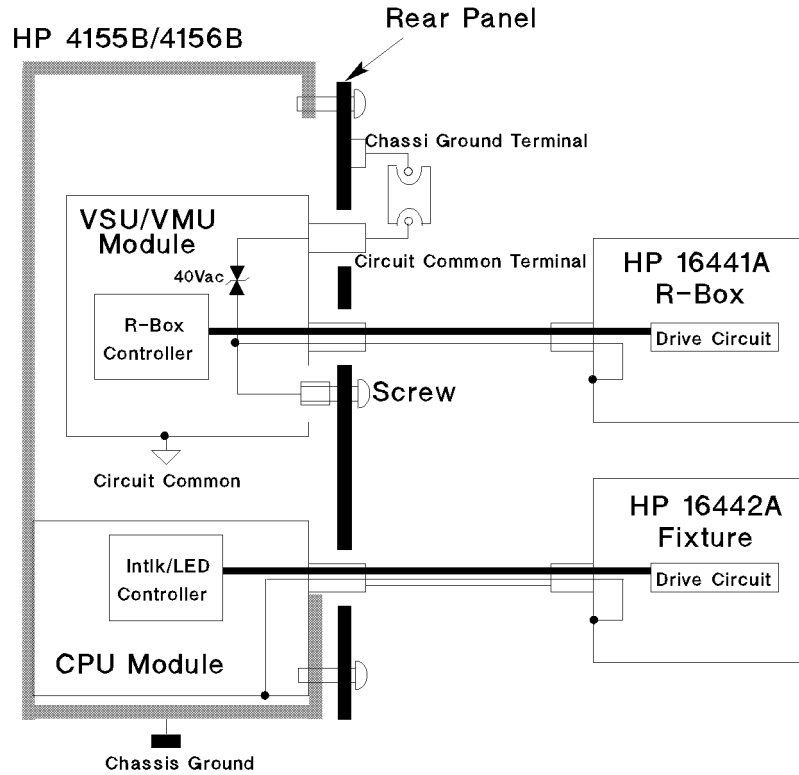 Rear Panel
HP 4155B/4156B
Chassi Ground Terminal
VSU/VMU
Module
40Vac
Circuit Common Terminal
HP 16441A
R-Box
R-Box
Controller
Drive Circuit
Screw
Circuit Common
HP 16442A
Fixture
Intlk/LED
Controller
Drive Circuit
CPU Module
Chassis Ground